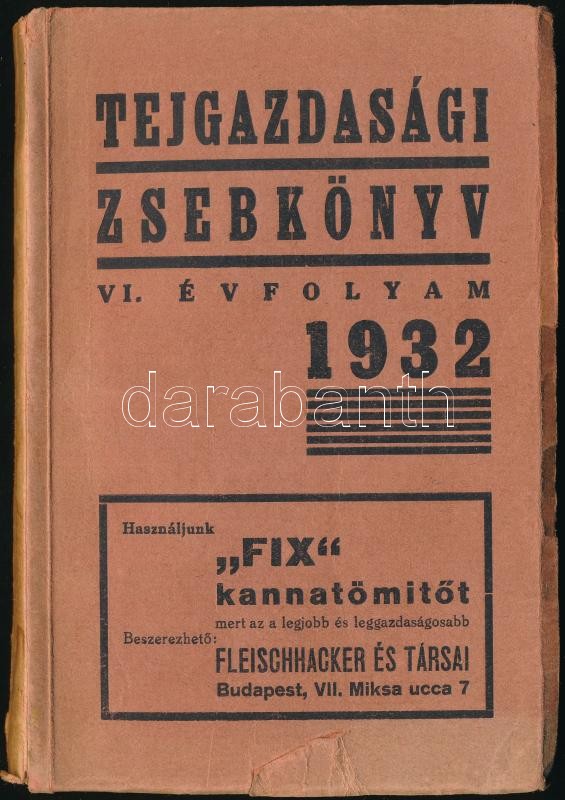 TEJGAZDASÁGI
ZSEBKÖNYV
VI. ÉVFOLYAM
1932
darabanth
Használjunk
„FIX“
kannatömitőt
mert az a legjobb és leggazdaságosabb
Beszerezhető:
FLEISCHHACKER ÉS TÁRSAI
Budapest, VII. Miksa ucca 7